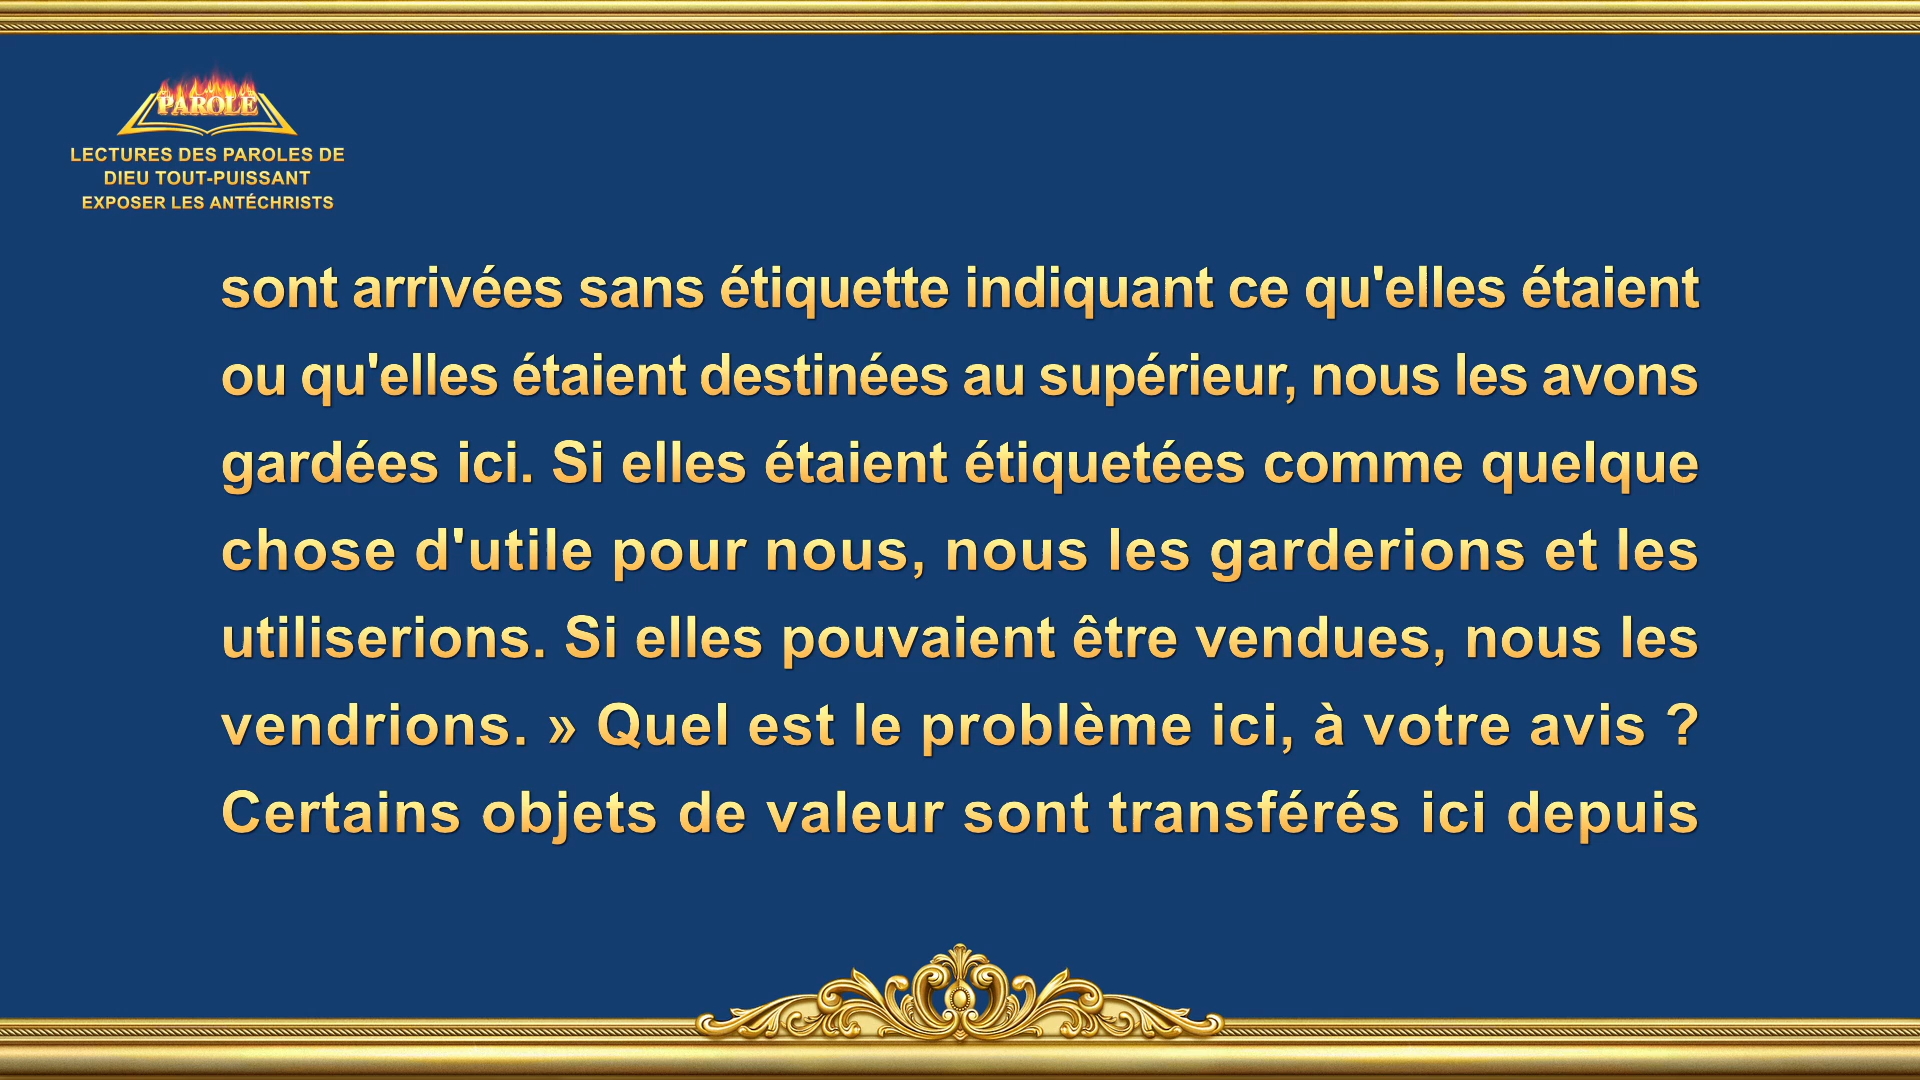 PAROLE
LECTURES DES PAROLES DE
DIEU TOUT-PUISSANT
EXPOSER LES ANTÉCHRISTS
sont arrivées sans étiquette indiquant ce qu'elles étaient
ou qu'elles étaient destinées au supérieur, nous les avons
gardées ici. Si elles étaient étiquetées comme quelque
chose d'utile pour nous, nous les garderions et les
utiliserions. Si elles pouvaient être vendues, nous les
vendrions. » Quel est le problème ici, à votre avis ?
Certains objets de valeur sont transférés ici depuis